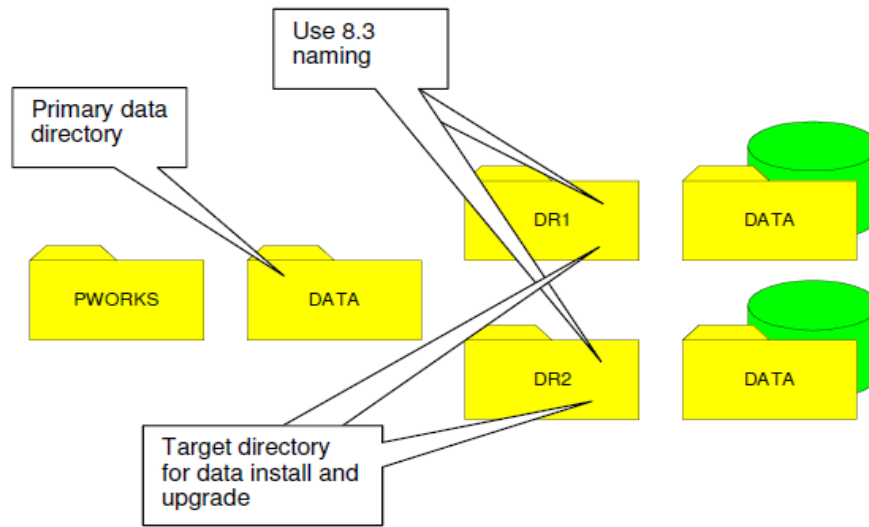 Use 8.3
naming
Primary data
directory
DR1
DATA
PWORKS
DATA
DR2
DATA
Target directory
for data install and
upgrade